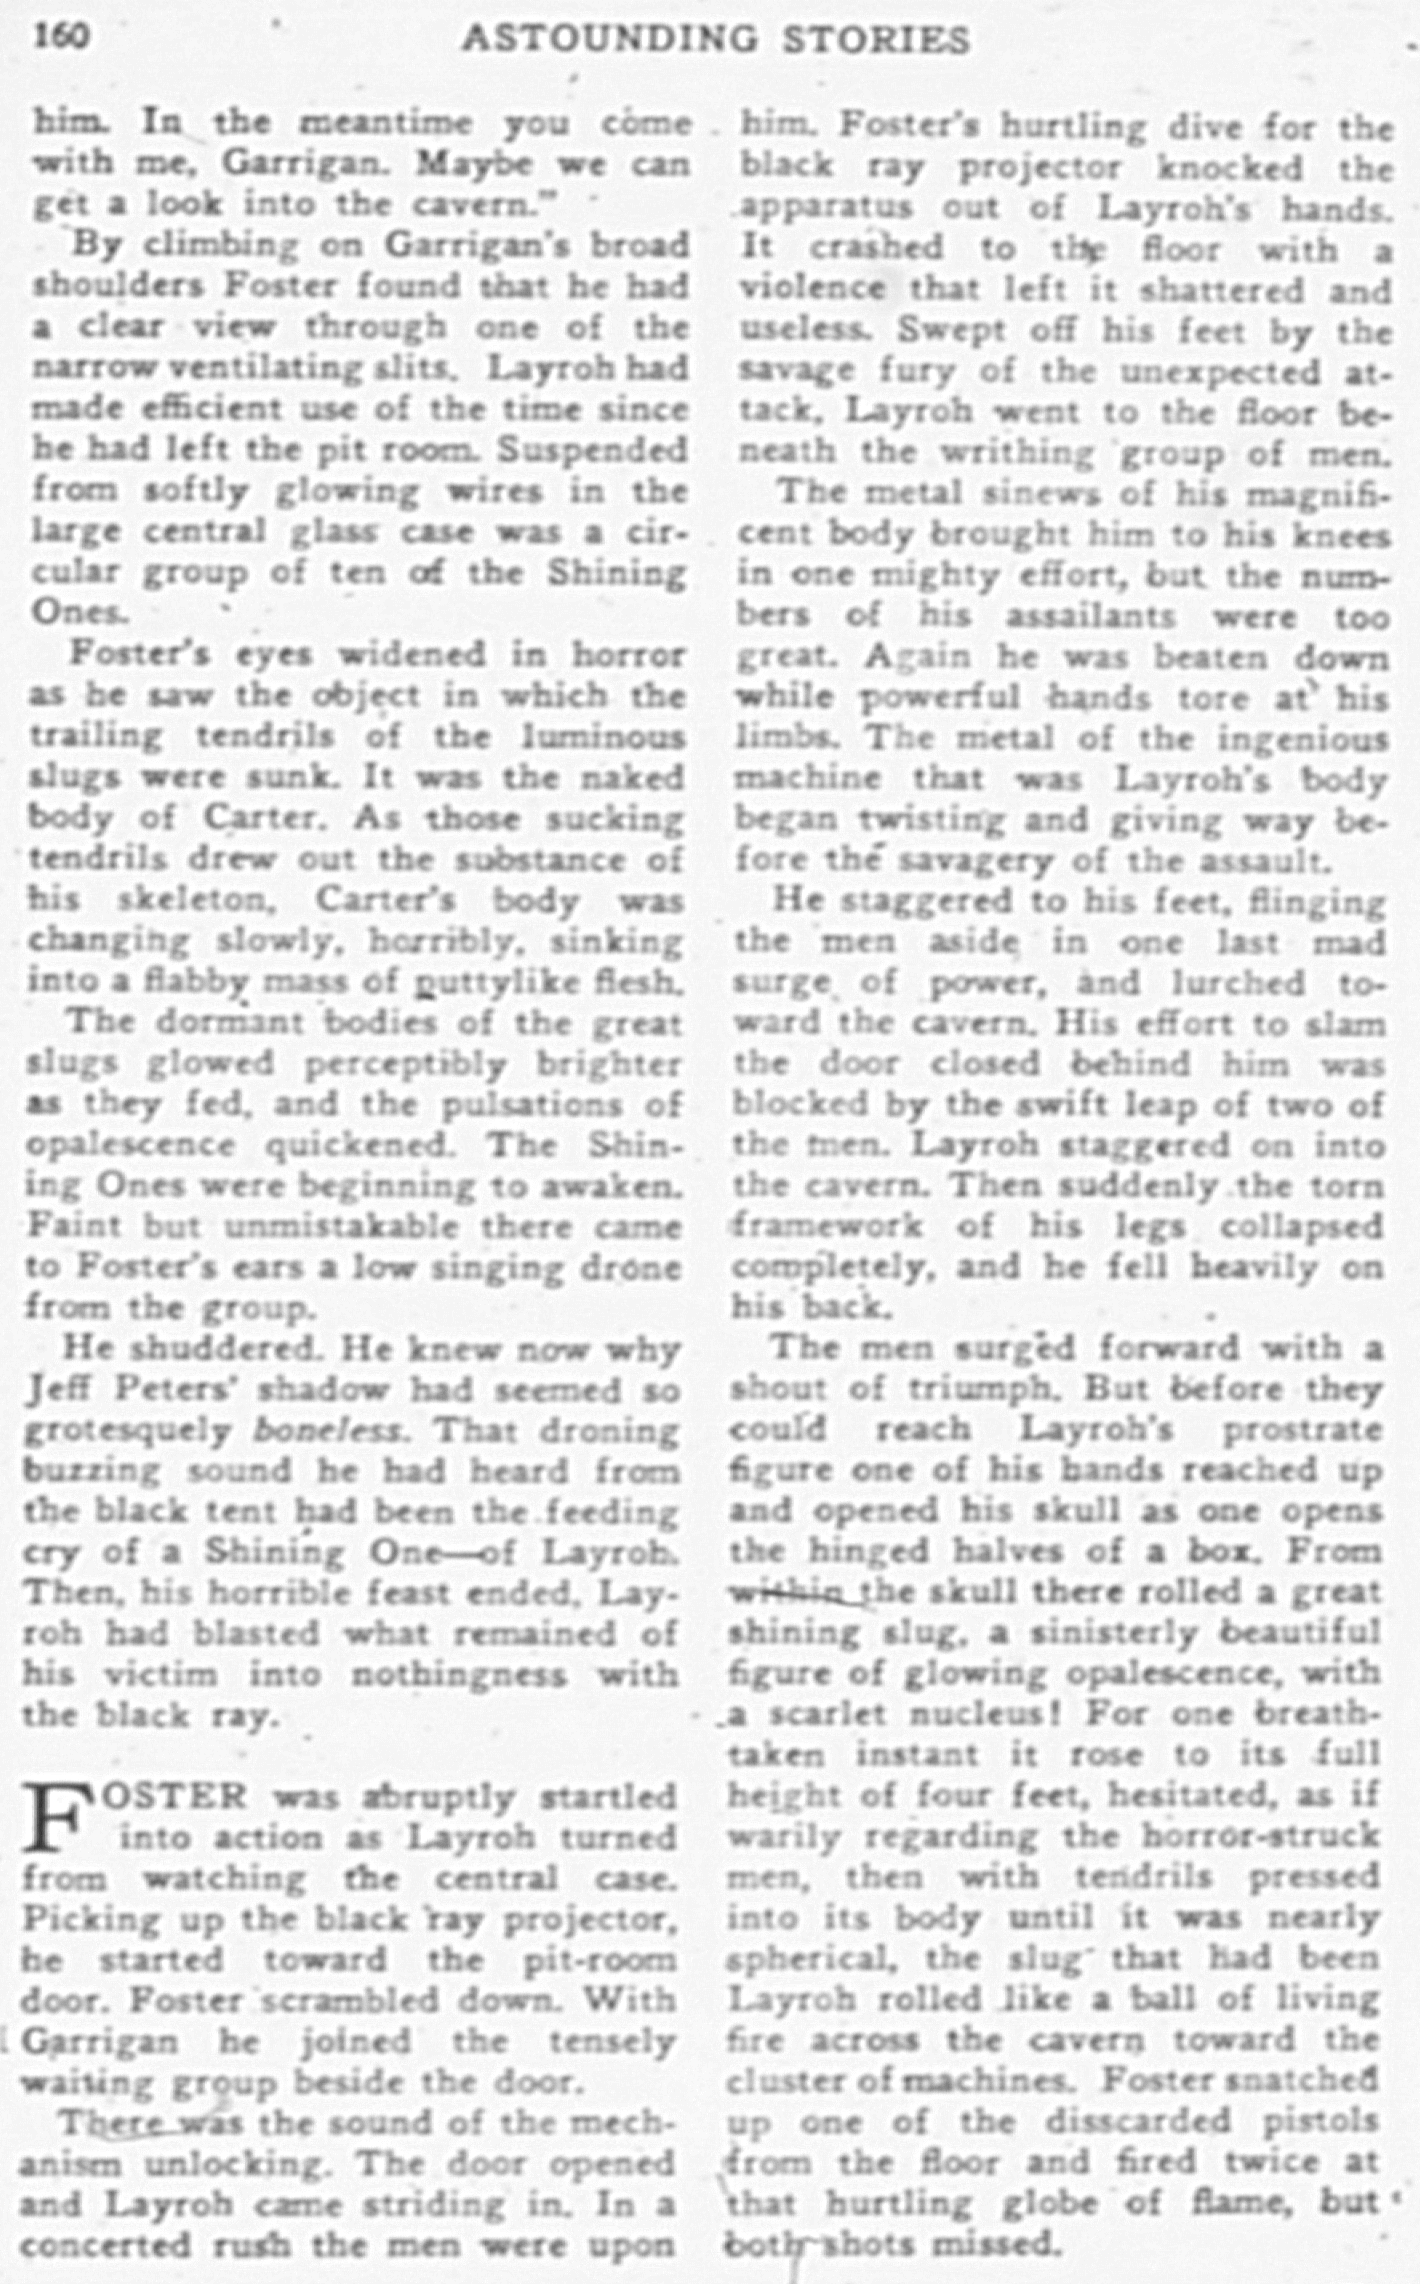 160
ASTOUNDING STORIES
him. In the meantime you come
with me, Garrigan. Maybe we can
get a look into the cavern."
By climbing on Garrigan's broad
shoulders Foster found that he had
a clear view through one of the
narrow ventilating slits. Layroh had
made efficient use of the time since
he had left the pit room. Suspended
from softly glowing wires in the
large central glass case was a cir-
cular group of ten of the Shining
Ones.
Foster's eyes widened in horror
as he saw the object in which the
trailing tendrils of the luminous
slugs were sunk. It was the naked
body of Carter. As those sucking
tendrils drew out the substance of
his skeleton, Carter's body was
changing slowly, horribly, sinking
into a flabby mass of puttylike flesh.
The dormant bodies of the great
slugs glowed perceptibly brighter
as they fed, and the pulsations of
opalescence quickened. The Shin-
ing Ones were beginning to awaken.
Faint but unmistakable there came
to Foster's ears a low singing drone
from the group.
He shuddered. He knew now why
Jeff Peters' shadow had seemed so
grotesquely boneless. That droning
buzzing sound he had heard from
the black tent had been the feeding
cry of a Shining One—of Layroh.
Then, his horrible feast ended, Lay-
roh had blasted what remained of
his victim into nothingness with
the black ray.
FOSTER was abruptly startled
into action as Layroh turned
from watching the central case.
Picking up the black ray projector,
he started toward the pit-room
door. Foster scrambled down. With
Garrigan he joined the tensely
waiting group beside the door.
There was the sound of the mech-
anism unlocking. The door opened
and Layroh came striding in. In a
concerted rush the men were upon
him. Foster's hurtling dive for the
black ray projector knocked the
apparatus out of Layroh's hands.
It crashed to the floor with a
violence that left it shattered and
useless. Swept off his feet by the
savage fury of the unexpected at-
tack, Layroh went to the floor be-
neath the writhing group of men.
The metal sinews of his magnifi-
cent body brought him to his knees
in one mighty effort, but the num-
bers of his assailants were too
great. Again he was beaten down
while powerful hands tore at his
limbs. The metal of the ingenious
machine that was Layroh's body
began twisting and giving way be-
fore the savagery of the assault.
He staggered to his feet, flinging
the men aside in one last mad
surge of power, and lurched to-
ward the cavern. His effort to slam
the door closed behind him was
blocked by the swift leap of two of
the men. Layroh staggered on into
the cavern. Then suddenly the torn
framework of his legs collapsed
completely, and he fell heavily on
his back.
The men surged forward with a
shout of triumph. But before they
could reach Layroh's prostrate
figure one of his hands reached up
and opened his skull as one opens
the hinged halves of a box. From
within the skull there rolled a great
shining slug, a sinisterly beautiful
figure of glowing opalescence, with
a scarlet nucleus! For one breath-
taken instant it rose to its full
height of four feet, hesitated, as if
warily regarding the horror-struck
men, then with tendrils pressed
into its body until it was nearly
spherical, the slug that had been
Layroh rolled like a ball of living
fire across the cavern toward the
cluster of machines. Foster snatched
up one of the disscarded pistols
from the floor and fired twice at
that hurtling globe of flame, but
both shots missed.